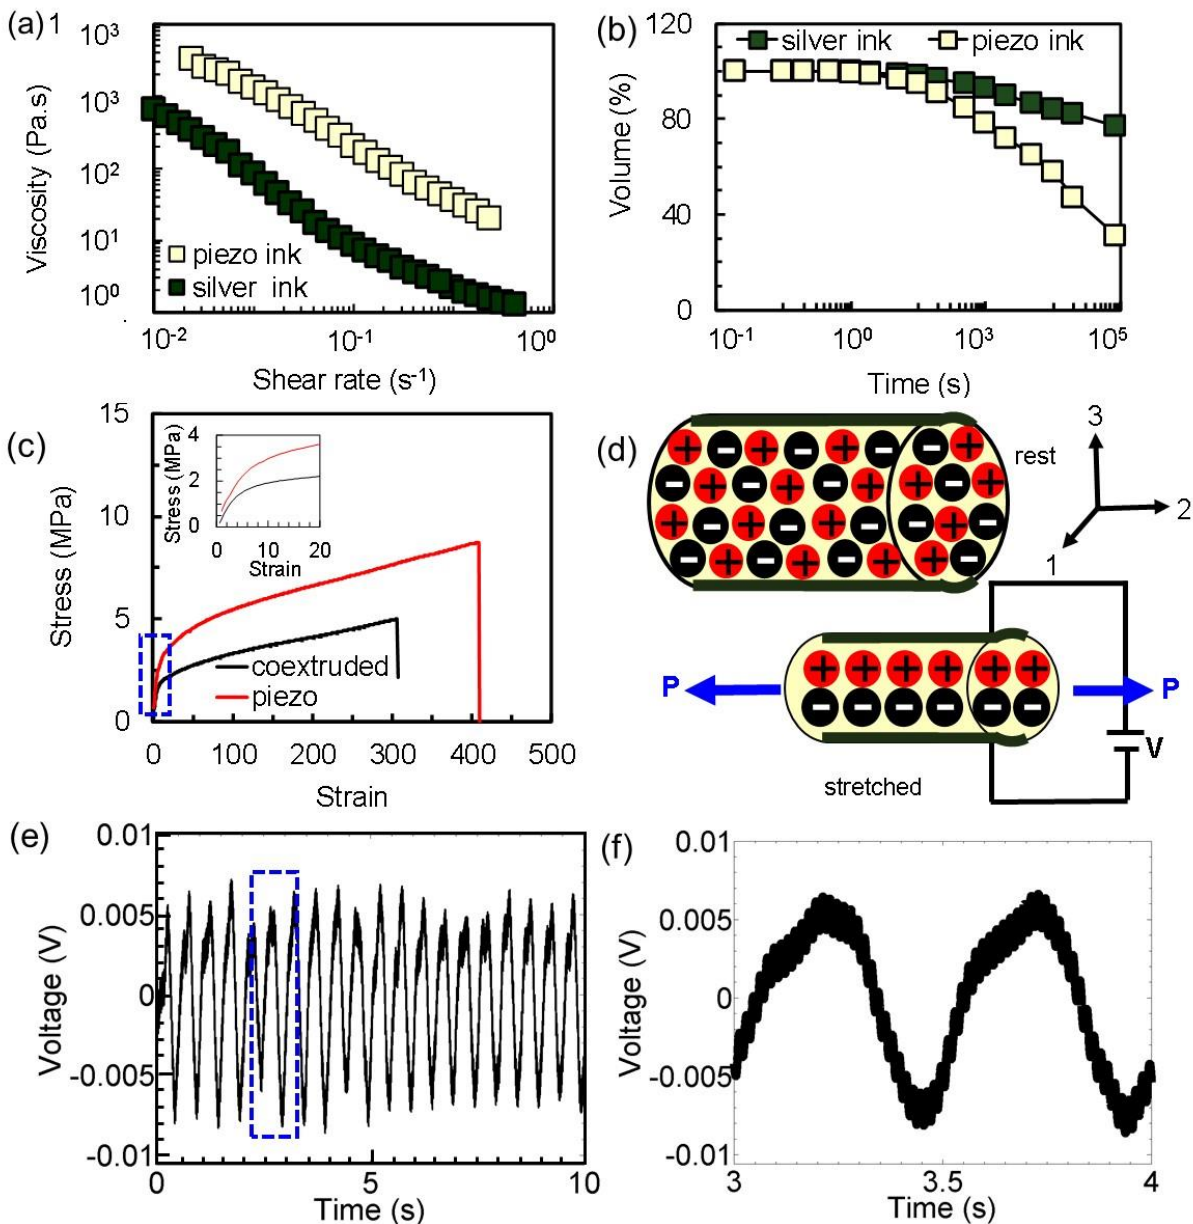 (a) 1
10³
10³
10²
10¹
10⁰
Viscosity (Pa.s)
piezo ink
silver ink
10⁻² 10⁻¹ 10⁰
Shear rate (s⁻¹)
(b)
120
80
40
0
Volume (%)
silver ink piezo ink
10⁻¹ 10⁰ 10³ 10⁵
Time (s)
(c)
15
10
5
0
Stress (MPa)
4
2
0
Stress (MPa)
0 10 20
Strain
coextruded
piezo
0 100 200 300 400 500
Strain
(d)
rest
3
2
1
P P
V
stretched
(e)
0.01
0.005
0
-0.005
-0.01
Voltage (V)
0 5 10
Time (s)
(f)
0.01
0.005
0
-0.005
-0.01
Voltage (V)
3 3.5 4
Time (s)